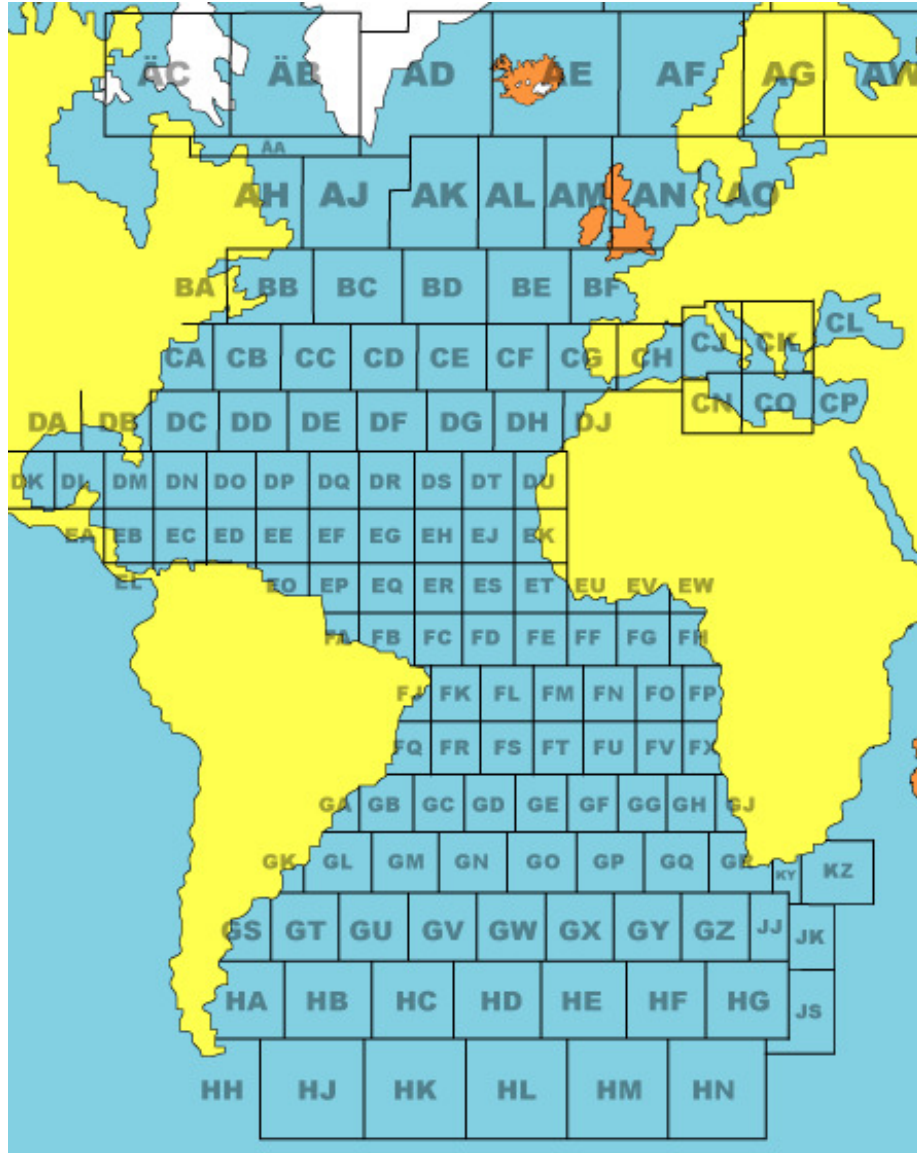 ÄC ÄB AD AE AF AG AW
ÄA
AH AJ AK AL AM AN AO
BA BB BC BD BE BF
CA CB CC CD CE CF CG CH CJ CK CL
DA DB DC DD DE DF DG DH DJ CN CO CP
DK DL DM DN DO DP DQ DR DS DT DU
EA EB EC ED EE EF EG EH EJ EK
EL EO EP EQ ER ES ET EU EV EW
FA FB FC FD FE FF FG FH
FJ FK FL FM FN FO FP
FQ FR FS FT FU FV FX
GA GB GC GD GE GF GG GH GJ
GK GL GM GN GO GP GQ GR KY KZ
GS GT GU GV GW GX GY GZ JJ JK
HA HB HC HD HE HF HG JS
HH HJ HK HL HM HN